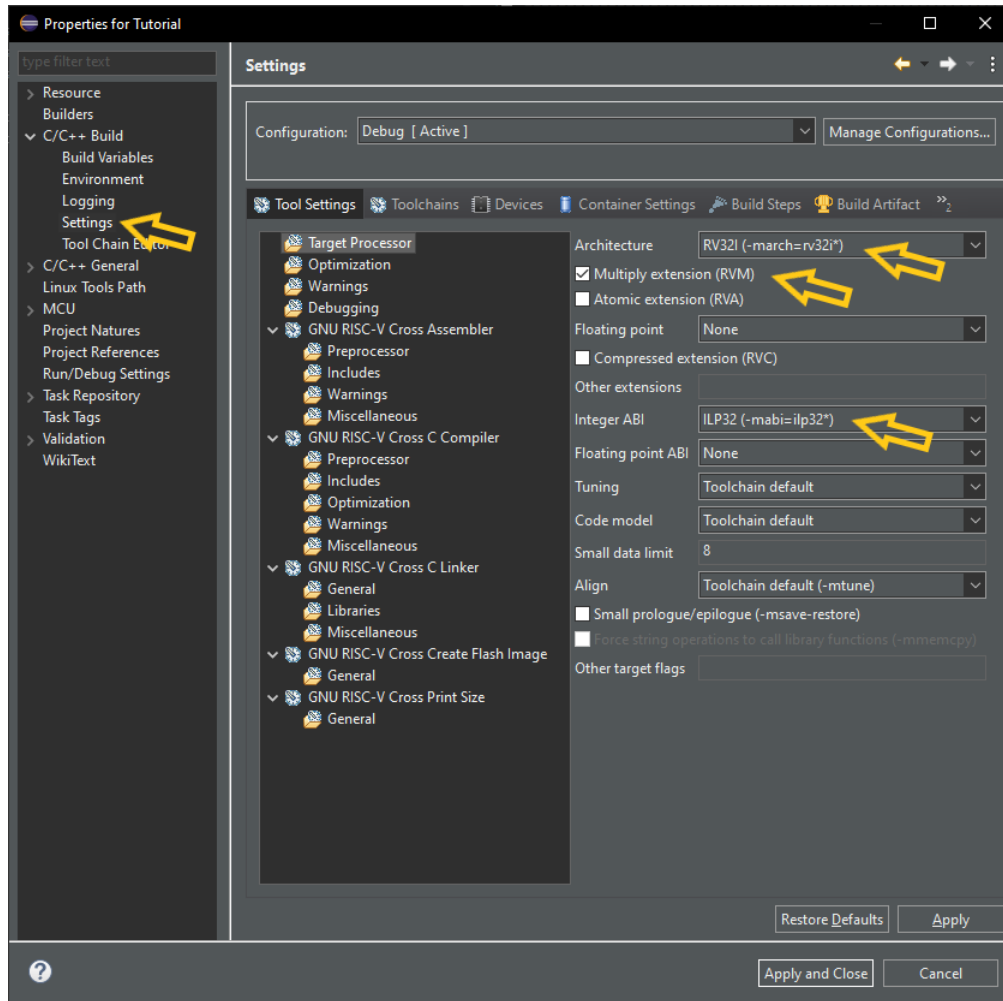 Properties for Tutorial
type filter text
Resource
Builders
C/C++ Build
Build Variables
Environment
Logging
Settings
Tool Chain Editor
C/C++ General
Linux Tools Path
MCU
Project Natures
Project References
Run/Debug Settings
Task Repository
Task Tags
Validation
WikiText
Settings
Configuration: Debug [ Active ] Manage Configurations...
Tool Settings Toolchains Devices Container Settings Build Steps Build Artifact »2
Target Processor
Optimization
Warnings
Debugging
GNU RISC-V Cross Assembler
Preprocessor
Includes
Warnings
Miscellaneous
GNU RISC-V Cross C Compiler
Preprocessor
Includes
Optimization
Warnings
Miscellaneous
GNU RISC-V Cross C Linker
General
Libraries
Miscellaneous
GNU RISC-V Cross Create Flash Image
General
GNU RISC-V Cross Print Size
General
Architecture RV32I (-march=rv32i*)
Multiply extension (RVM)
Atomic extension (RVA)
Floating point None
Compressed extension (RVC)
Other extensions
Integer ABI ILP32 (-mabi=ilp32*)
Floating point ABI None
Tuning Toolchain default
Code model Toolchain default
Small data limit 8
Align Toolchain default (-mtune)
Small prologue/epilogue (-msave-restore)
Force string operations to call library functions (-mmemcpy)
Other target flags
Restore Defaults Apply
? Apply and Close Cancel